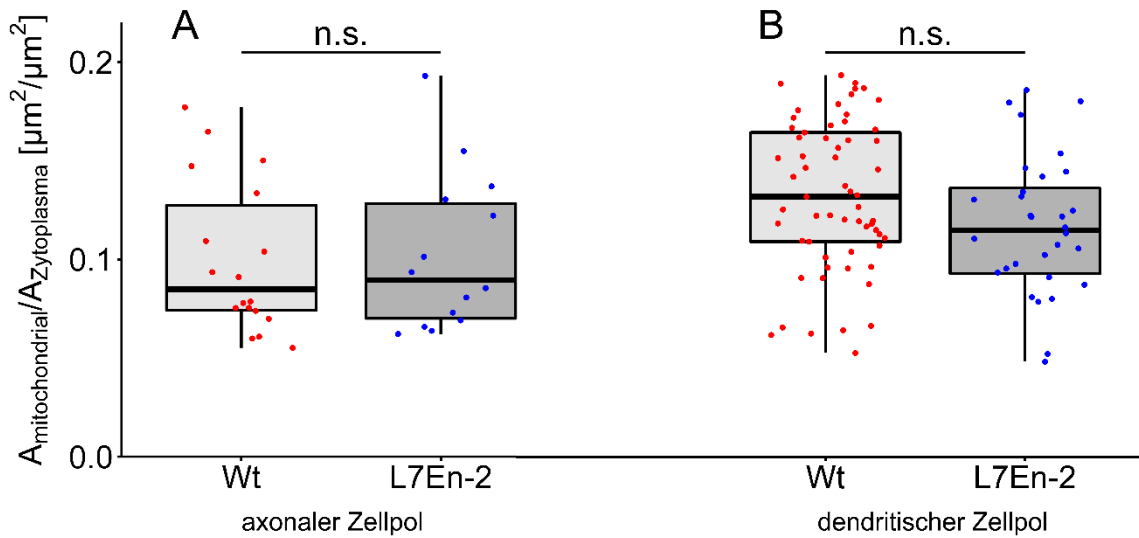 A
B
n.s.
n.s.
Amitochondrial/AZytoplasma [µm²/µm²]
0.2
0.1
0.0
Wt
L7En-2
Wt
L7En-2
axonaler Zellpol
dendritischer Zellpol